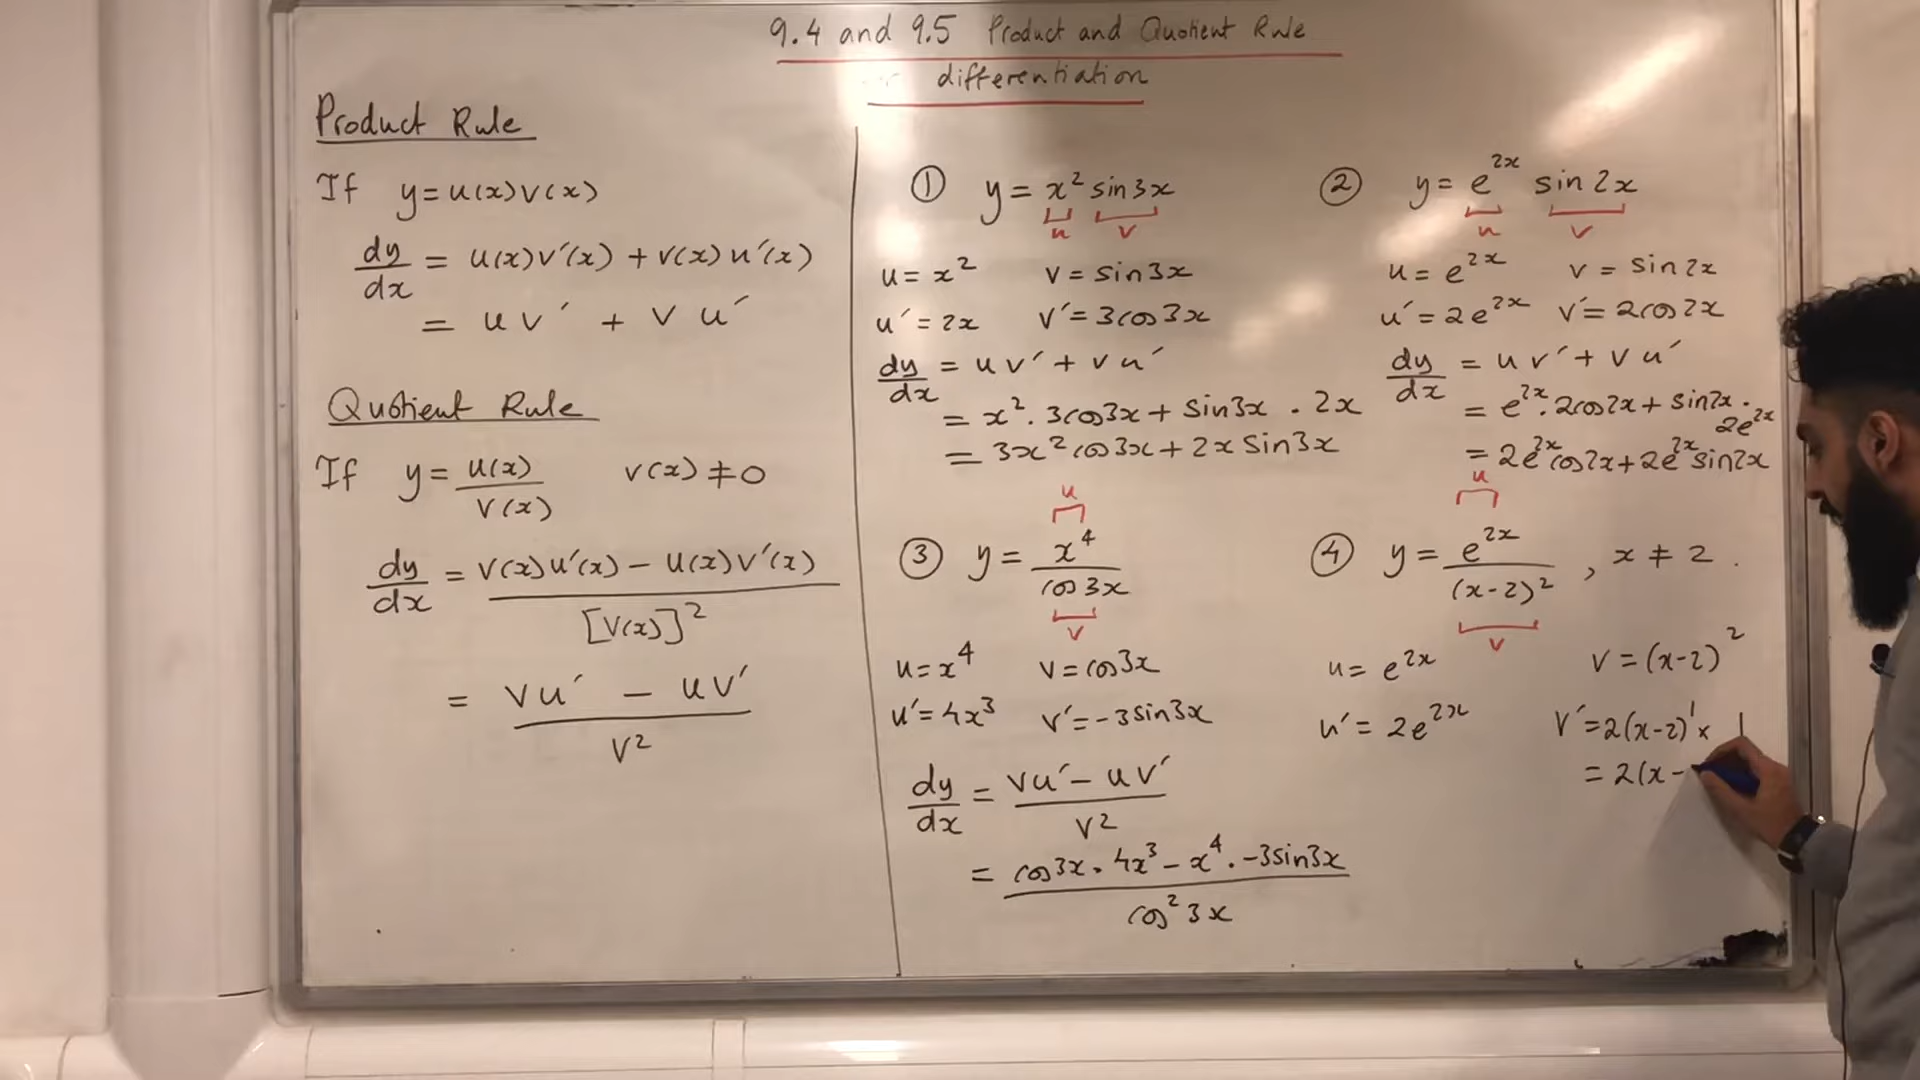 9.4 and 9.5 Product and Quotient Rule
differentiation
Product Rule
If y = u(x)v(x)
dy/dx = u(x)v'(x) + v(x)u'(x)
= uv' + vu'
Quotient Rule
If y = u(x)/v(x) v(x) ≠ 0
dy/dx = v(x)u'(x) - u(x)v'(x) / [v(x)]²
= vu' - uv' / v²
① y = x² sin3x
u v
u = x² v = sin3x
u' = 2x v' = 3cos3x
dy/dx = uv' + vu'
= x² . 3cos3x + sin3x . 2x
= 3x² cos3x + 2x sin3x
② y = e^2x sin2x
u v
u = e^2x v = sin2x
u' = 2e^2x v' = 2cos2x
dy/dx = uv' + vu'
= e^2x . 2cos2x + sin2x .
2e^2x
= 2e^2x cos2x + 2e^2x sin2x
u
③ y = x⁴/cos3x
v
u = x⁴ v = cos3x
u' = 4x³ v' = -3sin3x
dy/dx = vu' - uv' / v²
= cos3x . 4x³ - x⁴ . -3sin3x / cos² 3x
u
④ y = e^2x/(x-2)² , x ≠ 2 .
v
u = e^2x v = (x-2)²
u' = 2e^2x v' = 2(x-2)¹ × 1
= 2(x -